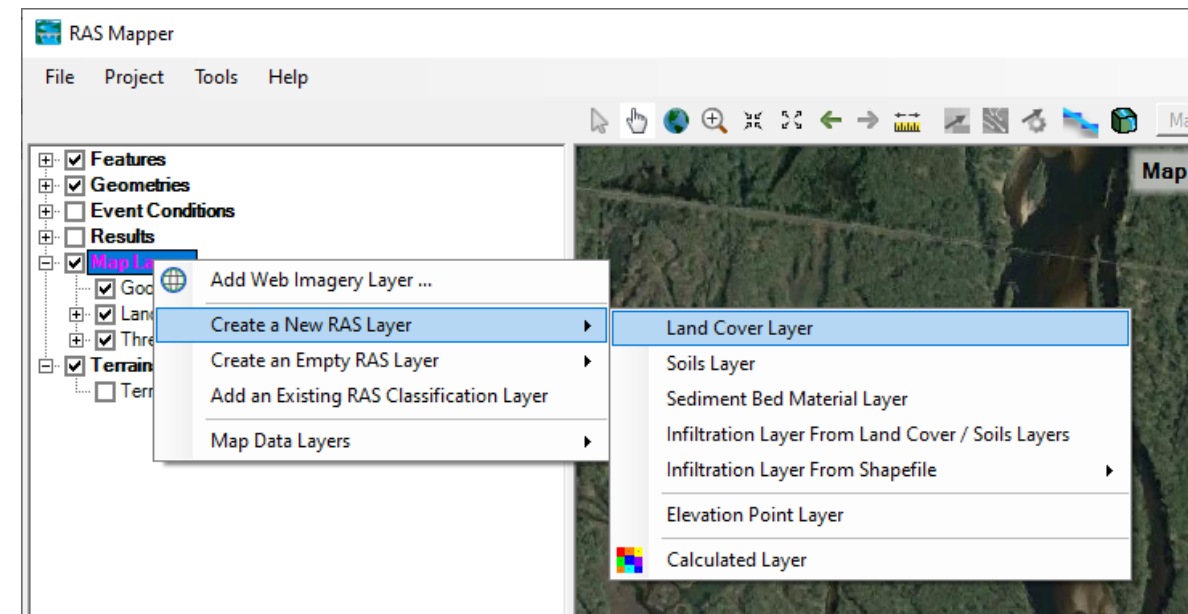 RAS Mapper
File Project Tools Help
Features
Geometries
Event Conditions
Results
Map La
Add Web Imagery Layer ...
Create a New RAS Layer
Create an Empty RAS Layer
Add an Existing RAS Classification Layer
Map Data Layers
Land Cover Layer
Soils Layer
Sediment Bed Material Layer
Infiltration Layer From Land Cover / Soils Layers
Infiltration Layer From Shapefile
Elevation Point Layer
Calculated Layer
Goo
Land
Thre
Terrain
Terr
Ma
Map